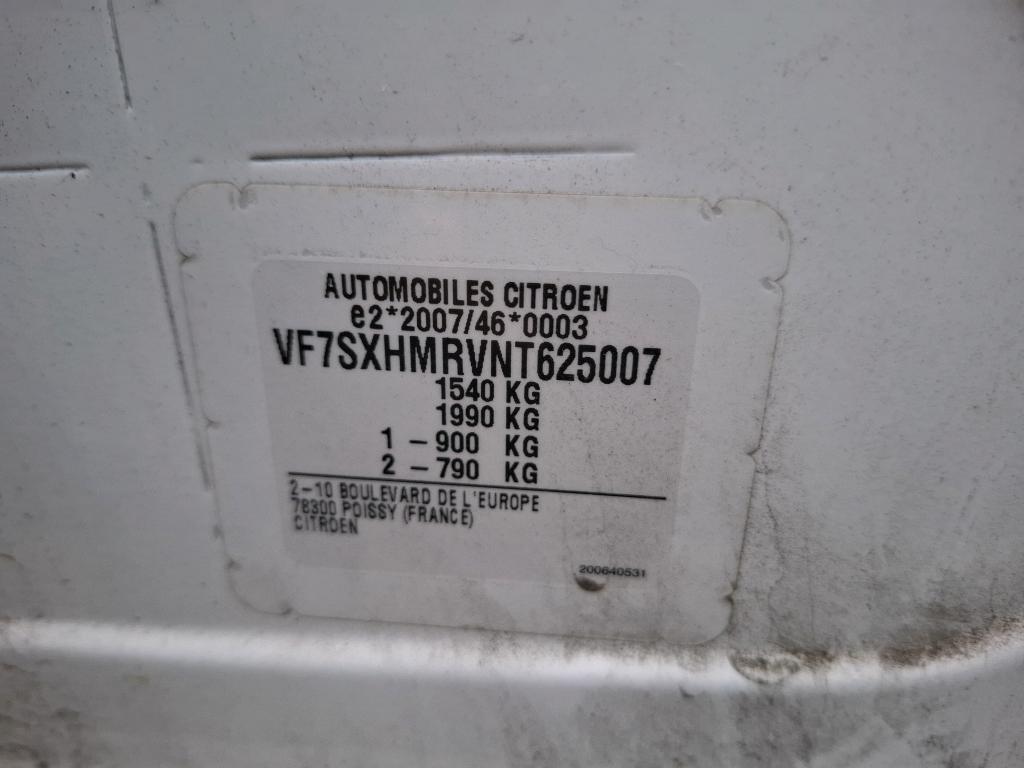 AUTOMOBILES CITROEN
e2*2007/46*0003
VF7SXHMRVNT625007
1540 KG
1990 KG
1 - 900 KG
2 - 790 KG
2-10 BOULEVARD DE L'EUROPE
78300 POISSY (FRANCE)
CITROEN
200640531